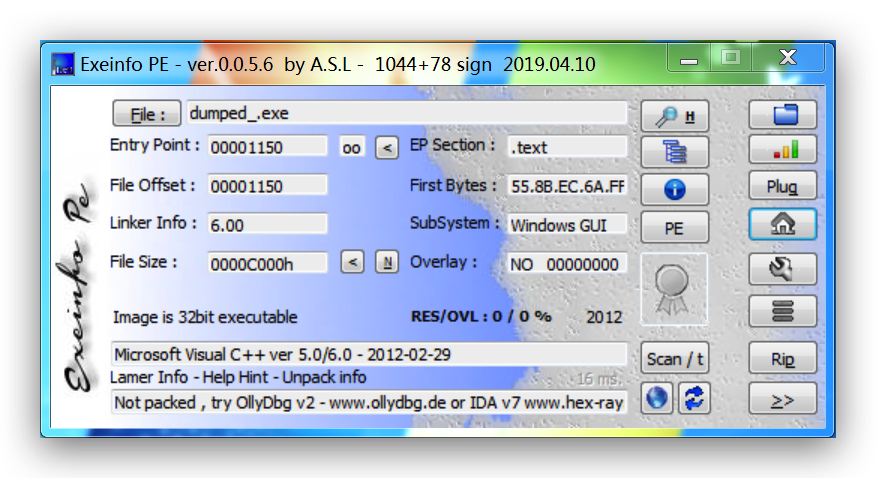 Exeinfo PE - ver.0.0.5.6 by A.S.L - 1044+78 sign 2019.04.10
File : dumped_.exe H
Entry Point : 00001150 oo < EP Section : .text
File Offset : 00001150 First Bytes : 55.8B.EC.6A.FF Plug
Linker Info : 6.00 SubSystem : Windows GUI PE
File Size : 0000C000h < N Overlay : NO 00000000
Image is 32bit executable RES/OVL : 0 / 0 % 2012
Microsoft Visual C++ ver 5.0/6.0 - 2012-02-29 Scan / t Rip
Lamer Info - Help Hint - Unpack info 16 ms.
Not packed , try OllyDbg v2 - www.ollydbg.de or IDA v7 www.hex-ray >>
Exeinfo Pe